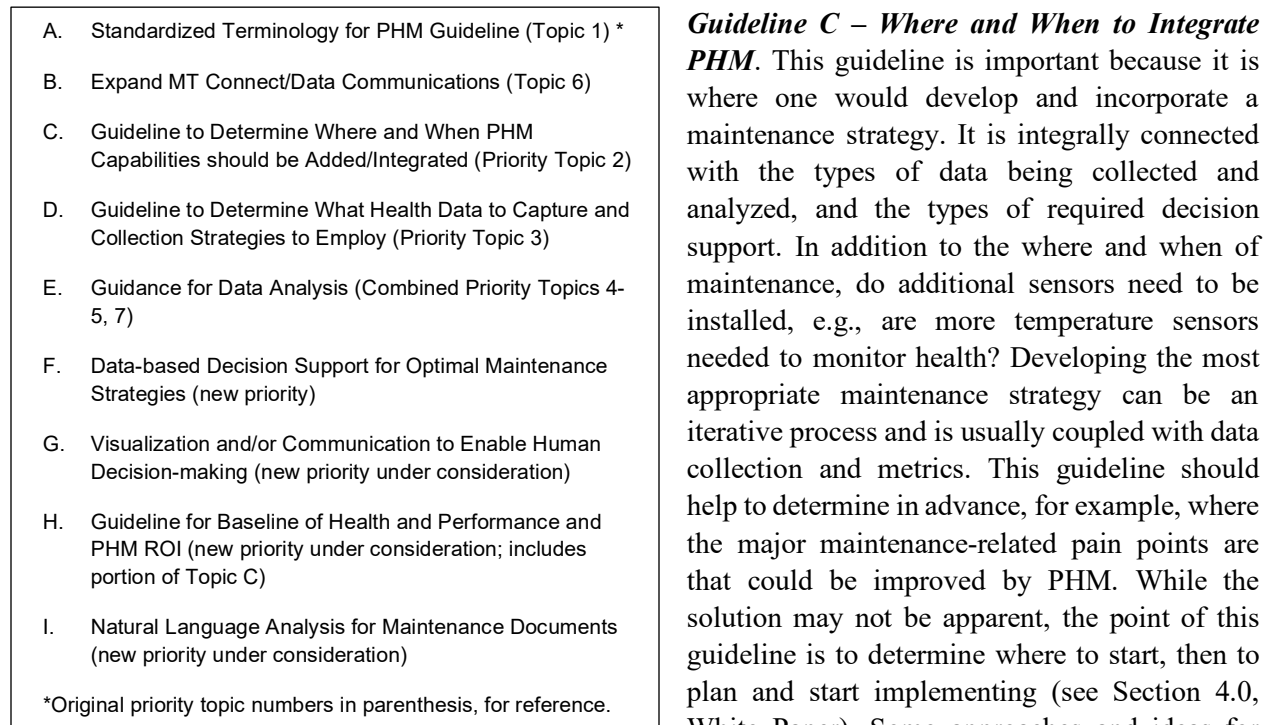 A. Standardized Terminology for PHM Guideline (Topic 1) *
B. Expand MT Connect/Data Communications (Topic 6)
C. Guideline to Determine Where and When PHM
Capabilities should be Added/Integrated (Priority Topic 2)
D. Guideline to Determine What Health Data to Capture and
Collection Strategies to Employ (Priority Topic 3)
E. Guidance for Data Analysis (Combined Priority Topics 4-
5, 7)
F. Data-based Decision Support for Optimal Maintenance
Strategies (new priority)
G. Visualization and/or Communication to Enable Human
Decision-making (new priority under consideration)
H. Guideline for Baseline of Health and Performance and
PHM ROI (new priority under consideration; includes
portion of Topic C)
I. Natural Language Analysis for Maintenance Documents
(new priority under consideration)
*Original priority topic numbers in parenthesis, for reference.
Guideline C – Where and When to Integrate
PHM. This guideline is important because it is
where one would develop and incorporate a
maintenance strategy. It is integrally connected
with the types of data being collected and
analyzed, and the types of required decision
support. In addition to the where and when of
maintenance, do additional sensors need to be
installed, e.g., are more temperature sensors
needed to monitor health? Developing the most
appropriate maintenance strategy can be an
iterative process and is usually coupled with data
collection and metrics. This guideline should
help to determine in advance, for example, where
the major maintenance-related pain points are
that could be improved by PHM. While the
solution may not be apparent, the point of this
guideline is to determine where to start, then to
plan and start implementing (see Section 4.0,
White Paper). Some approaches and ideas for